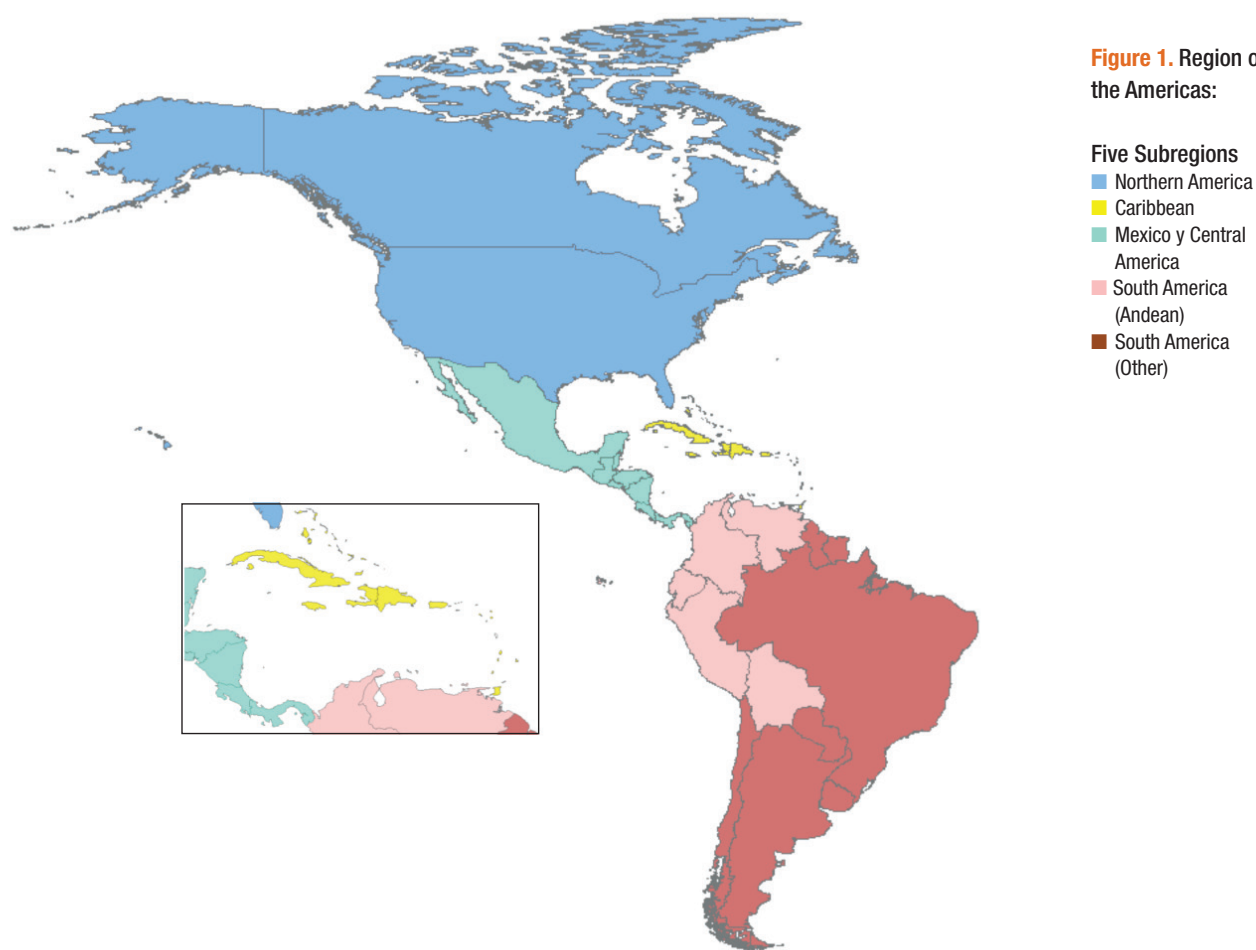 Figure 1. Region o
the Americas:
Five Subregions
Northern America
Caribbean
Mexico y Central
America
South America
(Andean)
South America
(Other)